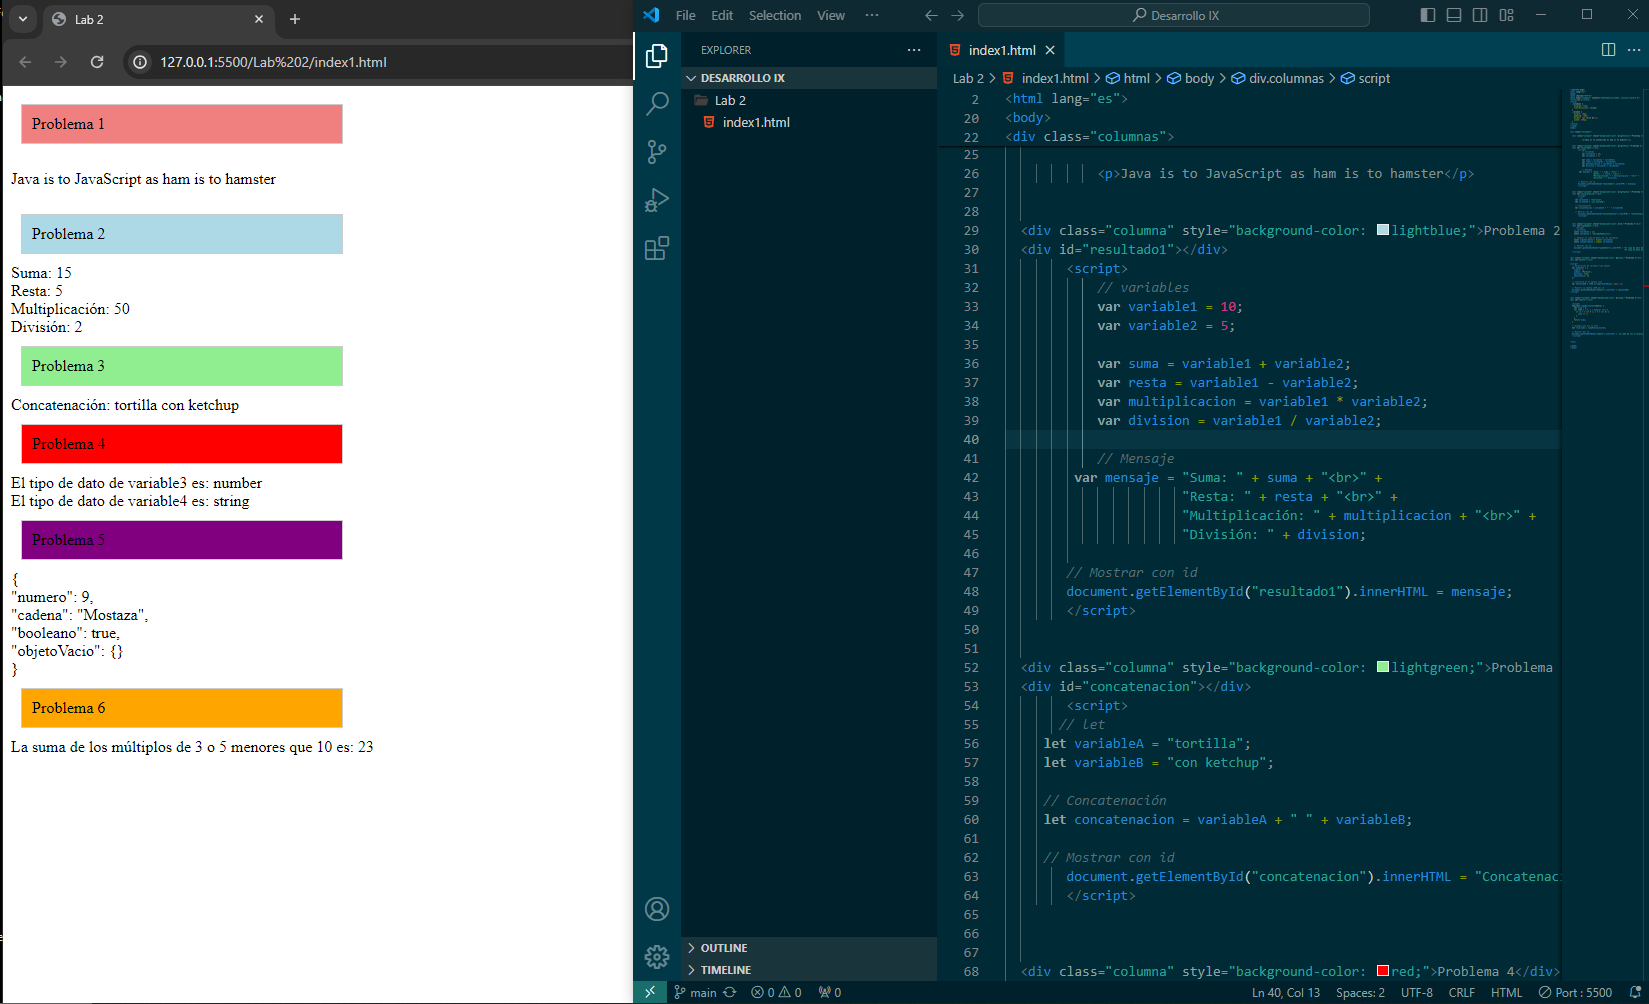 Lab 2
127.0.0.1:5500/Lab%202/index1.html
Problema 1
Java is to JavaScript as ham is to hamster
Problema 2
Suma: 15
Resta: 5
Multiplicación: 50
División: 2
Problema 3
Concatenación: tortilla con ketchup
Problema 4
El tipo de dato de variable3 es: number
El tipo de dato de variable4 es: string
Problema 5
{
"numero": 9,
"cadena": "Mostaza",
"booleano": true,
"objetoVacio": {}
}
Problema 6
La suma de los múltiplos de 3 o 5 menores que 10 es: 23
File Edit Selection View ··· Desarrollo IX
EXPLORER ···
DESARROLLO IX
Lab 2
index1.html
OUTLINE
TIMELINE
index1.html
Lab 2 > index1.html > html > body > div.columnas > script
2 <html lang="es">
20 <body>
22 <div class="columnas">
25
26 <p>Java is to JavaScript as ham is to hamster</p>
27
28
29 <div class="columna" style="background-color: lightblue;">Problema 2
30 <div id="resultado1"></div>
31 <script>
32 // variables
33 var variable1 = 10;
34 var variable2 = 5;
35
36 var suma = variable1 + variable2;
37 var resta = variable1 - variable2;
38 var multiplicacion = variable1 * variable2;
39 var division = variable1 / variable2;
40
41 // Mensaje
42 var mensaje = "Suma: " + suma + "<br>" +
43 "Resta: " + resta + "<br>" +
44 "Multiplicación: " + multiplicacion + "<br>" +
45 "División: " + division;
46
47 // Mostrar con id
48 document.getElementById("resultado1").innerHTML = mensaje;
49 </script>
50
51
52 <div class="columna" style="background-color: lightgreen;">Problema
53 <div id="concatenacion"></div>
54 <script>
55 // let
56 let variableA = "tortilla";
57 let variableB = "con ketchup";
58
59 // Concatenación
60 let concatenacion = variableA + " " + variableB;
61
62 // Mostrar con id
63 document.getElementById("concatenacion").innerHTML = "Concatenac
64 </script>
65
66
67
68 <div class="columna" style="background-color: red;">Problema 4</div>
main 0 0 0 Ln 40, Col 13 Spaces: 2 UTF-8 CRLF HTML Port : 5500